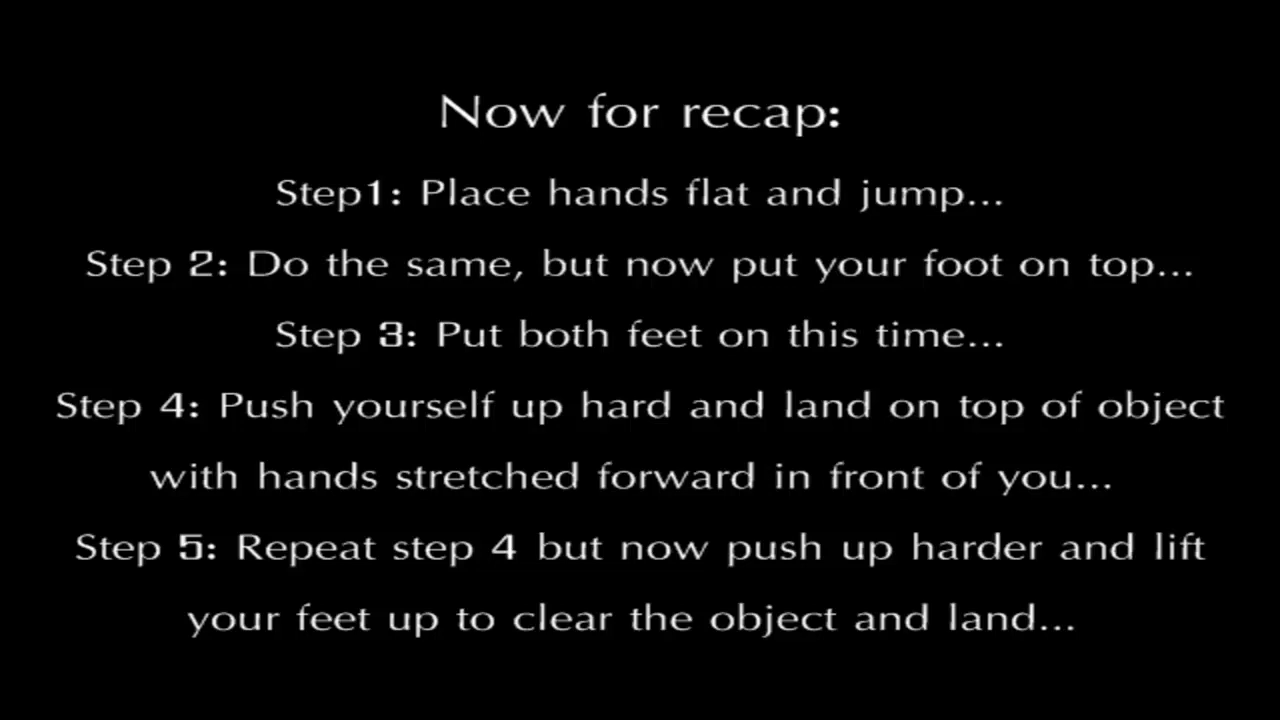 Now for recap:
Step1: Place hands flat and jump...
Step 2: Do the same, but now put your foot on top...
Step 3: Put both feet on this time...
Step 4: Push yourself up hard and land on top of object
with hands stretched forward in front of you...
Step 5: Repeat step 4 but now push up harder and lift
your feet up to clear the object and land...